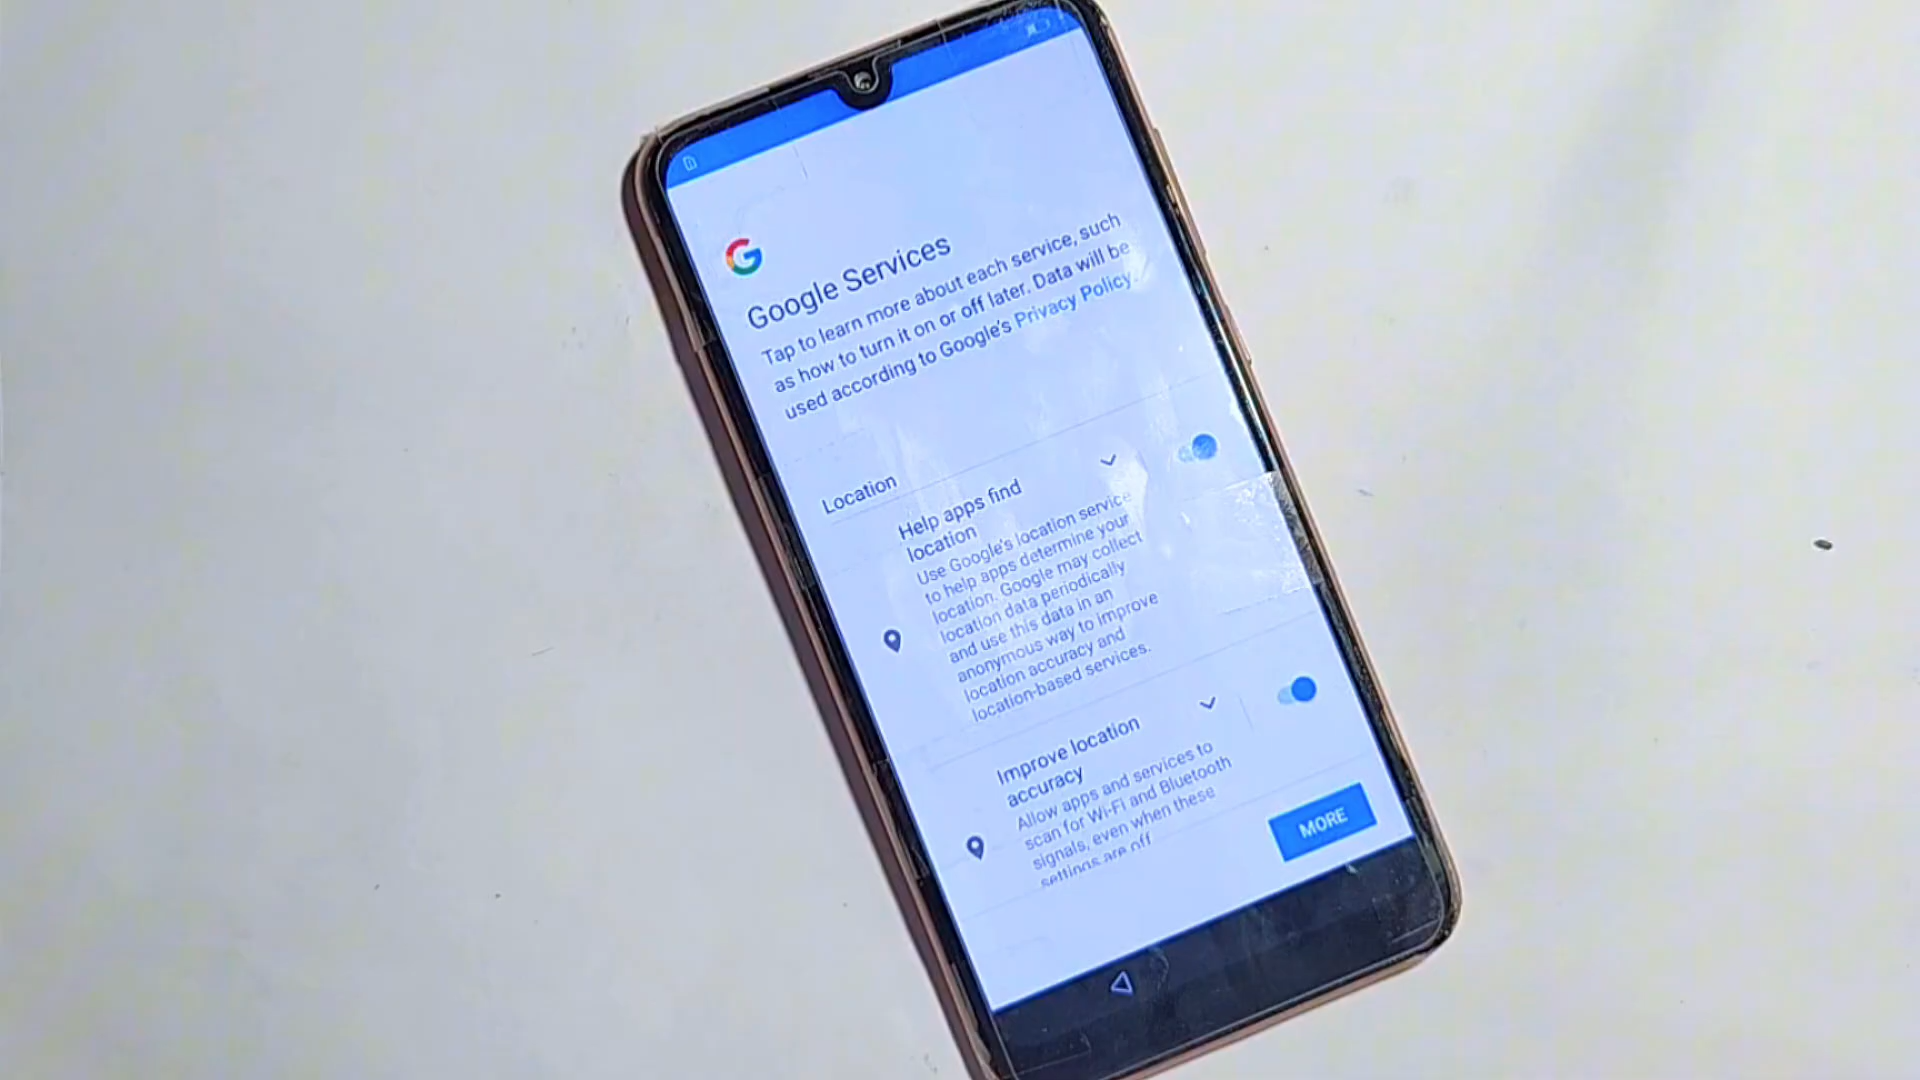 Google Services
Tap to learn more about each service, such
as how to turn it on or off later. Data will be
used according to Google's Privacy Policy.
Location
Help apps find
location
Use Google's location service
to help apps determine your
location. Google may collect
location data periodically
and use this data in an
anonymous way to improve
location accuracy and
location-based services.
Improve location
accuracy
Allow apps and services to
scan for Wi-Fi and Bluetooth
signals, even when these
settings are off
MORE